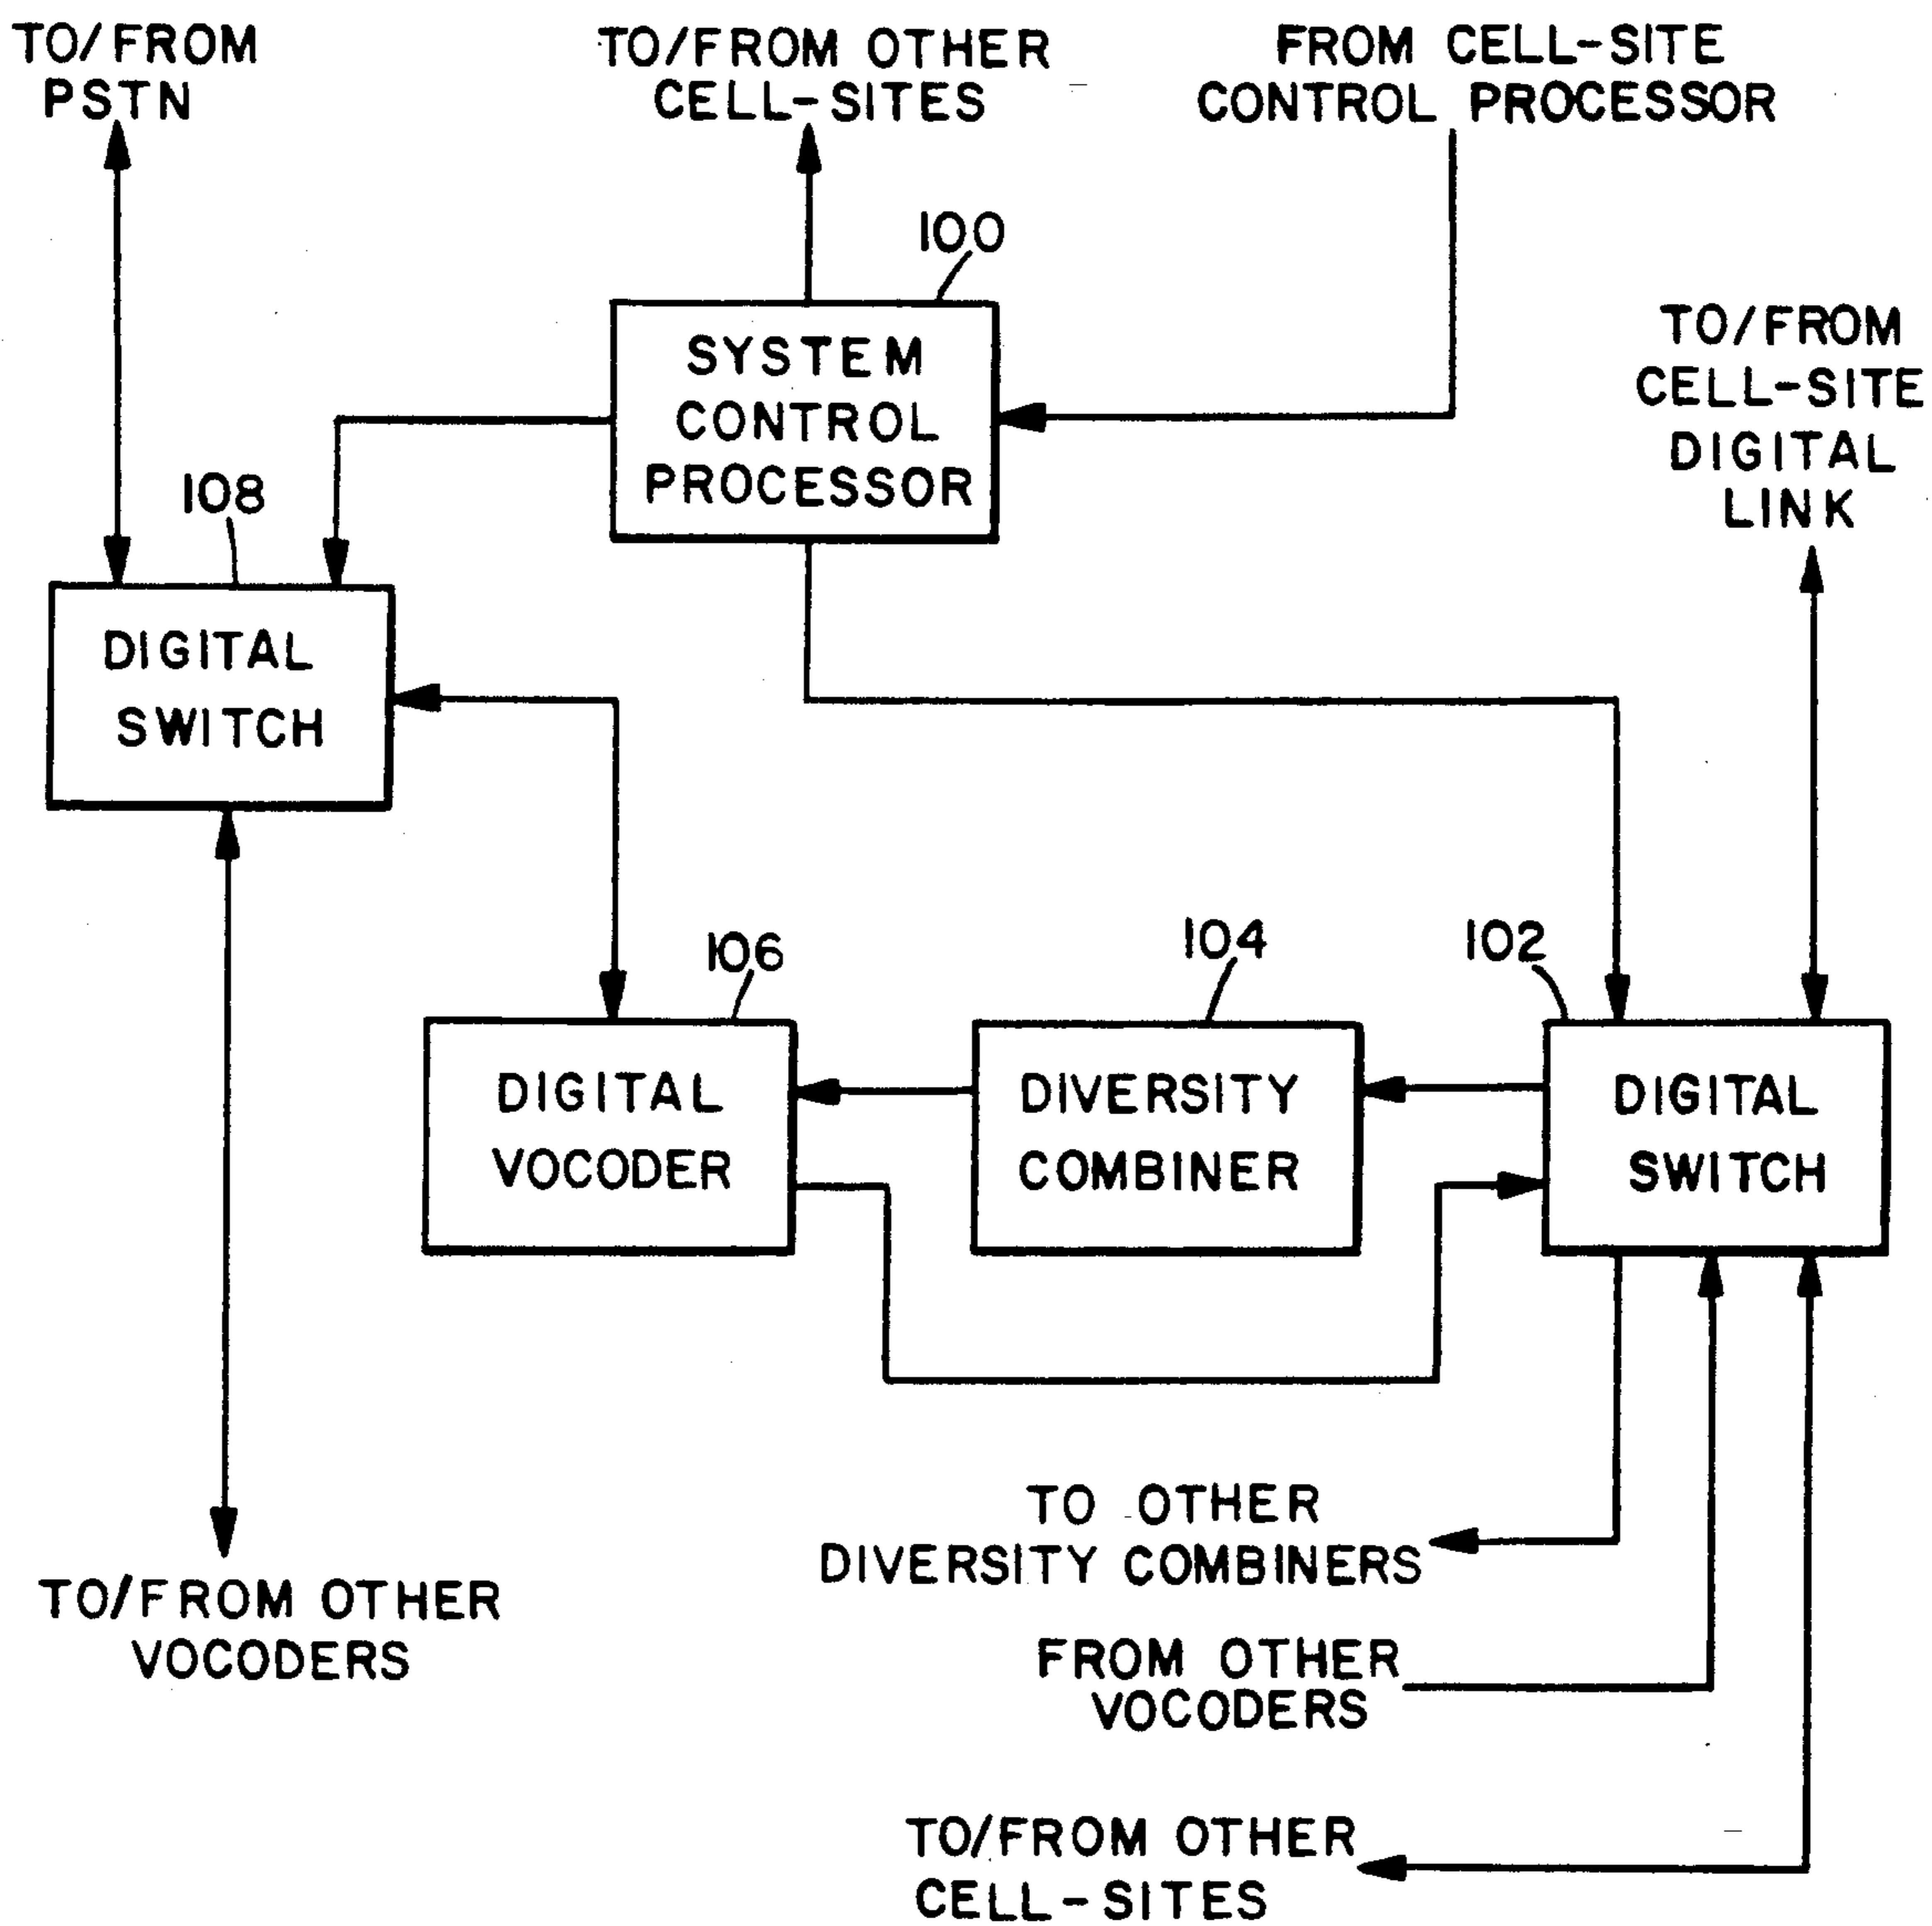 TO/FROM
PSTN
TO/FROM OTHER
CELL-SITES
FROM CELL-SITE
CONTROL PROCESSOR
100
SYSTEM
CONTROL
PROCESSOR
TO/FROM
CELL-SITE
DIGITAL
LINK
108
DIGITAL
SWITCH
106
DIGITAL
VOCODER
104
DIVERSITY
COMBINER
102
DIGITAL
SWITCH
TO OTHER
DIVERSITY COMBINERS
TO/FROM OTHER
VOCODERS
FROM OTHER
VOCODERS
TO/FROM OTHER
CELL-SITES